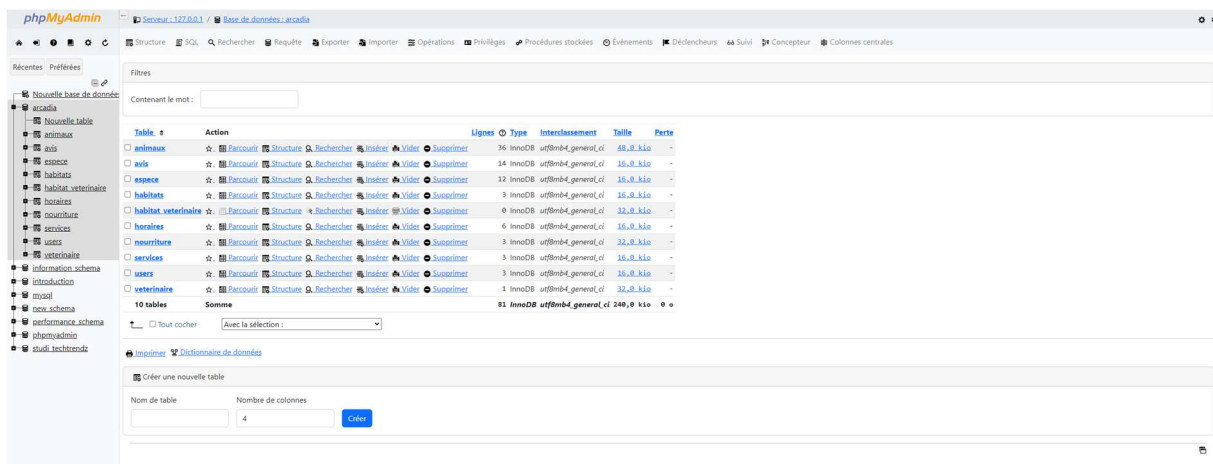 phpMyAdmin
Récentes Préférées
Nouvelle base de données
arcadia
Nouvelle table
animaux
avis
espece
habitats
habitat_veterinaire
horaires
nourriture
services
users
veterinaire
information_schema
introduction
mysql
new_schema
performance_schema
phpmyadmin
studi_techtrendz
Serveur : 127.0.0.1 / Base de données : arcadia
Structure SQL Rechercher Requête Exporter Importer Opérations Privilèges Procédures stockées Évènements Déclencheurs Suivi Concepteur Colonnes centrales
Filtres
Contenant le mot :
Table Action Lignes Type Interclassement Taille Perte
animaux Parcourir Structure Rechercher Insérer Vider Supprimer 36 InnoDB utf8mb4_general_ci 48,0 kio -
avis Parcourir Structure Rechercher Insérer Vider Supprimer 14 InnoDB utf8mb4_general_ci 16,0 kio -
espece Parcourir Structure Rechercher Insérer Vider Supprimer 12 InnoDB utf8mb4_general_ci 16,0 kio -
habitats Parcourir Structure Rechercher Insérer Vider Supprimer 3 InnoDB utf8mb4_general_ci 16,0 kio -
habitat_veterinaire Parcourir Structure Rechercher Insérer Vider Supprimer 0 InnoDB utf8mb4_general_ci 32,0 kio -
horaires Parcourir Structure Rechercher Insérer Vider Supprimer 6 InnoDB utf8mb4_general_ci 16,0 kio -
nourriture Parcourir Structure Rechercher Insérer Vider Supprimer 3 InnoDB utf8mb4_general_ci 32,0 kio -
services Parcourir Structure Rechercher Insérer Vider Supprimer 3 InnoDB utf8mb4_general_ci 16,0 kio -
users Parcourir Structure Rechercher Insérer Vider Supprimer 3 InnoDB utf8mb4_general_ci 16,0 kio -
veterinaire Parcourir Structure Rechercher Insérer Vider Supprimer 1 InnoDB utf8mb4_general_ci 32,0 kio -
10 tables Somme 81 InnoDB utf8mb4_general_ci 240,0 kio 0 o
Tout cocher Avec la sélection :
Imprimer Dictionnaire de données
Créer une nouvelle table
Nom de table Nombre de colonnes
4 Créer